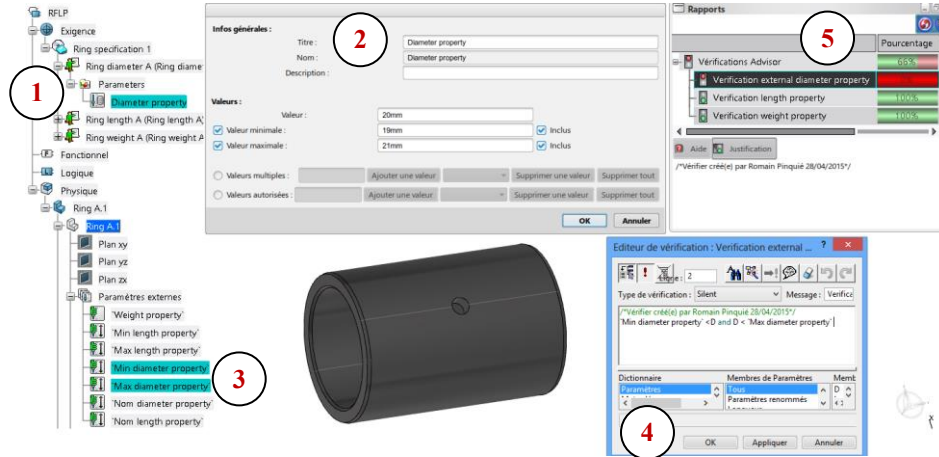 RFLP
Exigence
Ring specification 1
Ring diameter A (Ring diame
1
Parameters
Diameter property
Ring length A (Ring length A)
Ring weight A (Ring weight A
Fonctionnel
Logique
Physique
Ring A.1
Ring A.1
Plan xy
Plan yz
Plan zx
Paramètres externes
`Weight property`
`Min length property`
`Max length property`
`Min diameter property`
`Max diameter property`
3
`Nom diameter property`
`Nom length property`
Infos générales :
2
Titre : Diameter property
Nom : Diameter property
Description :
Valeurs :
Valeur : 20mm
Valeur minimale : 19mm Inclus
Valeur maximale : 21mm Inclus
Valeurs multiples : Ajouter une valeur Supprimer une valeur Supprimer tout
Valeurs autorisées : Ajouter une valeur Supprimer une valeur Supprimer tout
OK Annuler
Rapports
5
Pourcentage
Vérifications Advisor 66%
Verification external diameter property
Verification length property 100%
Verification weight property 100%
Aide Justification
/*Vérifier créé(e) par Romain Pinquié 28/04/2015*/
Editeur de vérification : Verification external ... ?
Ligne : 2
Type de vérification : Silent Message : Verifica
/*Vérifier créé(e) par Romain Pinquié 28/04/2015*/
`Min diameter property` <D and D < `Max diameter property`
Dictionnaire Membres de Paramètres Memb
Paramètres Tous D
Paramètres renommés
4
OK Appliquer Annuler